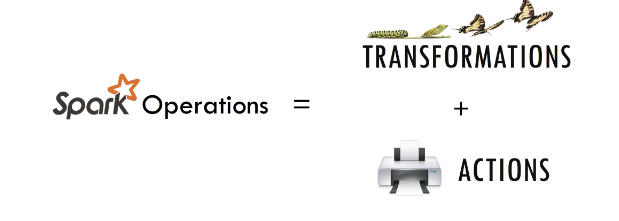 TRANSFORMATIONS
Spark Operations =
+
ACTIONS